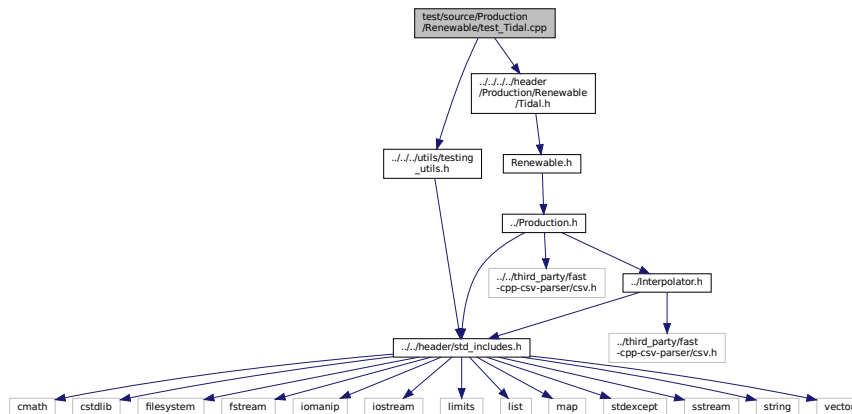 test/source/Production
/Renewable/test_Tidal.cpp
../../../../header
/Production/Renewable
/Tidal.h
../../../utils/testing
_utils.h
Renewable.h
../Production.h
../../third_party/fast
-cpp-csv-parser/csv.h
../Interpolator.h
../../header/std_includes.h
../third_party/fast
-cpp-csv-parser/csv.h
cmath
cstdlib
filesystem
fstream
iomanip
iostream
limits
list
map
stdexcept
sstream
string
vector